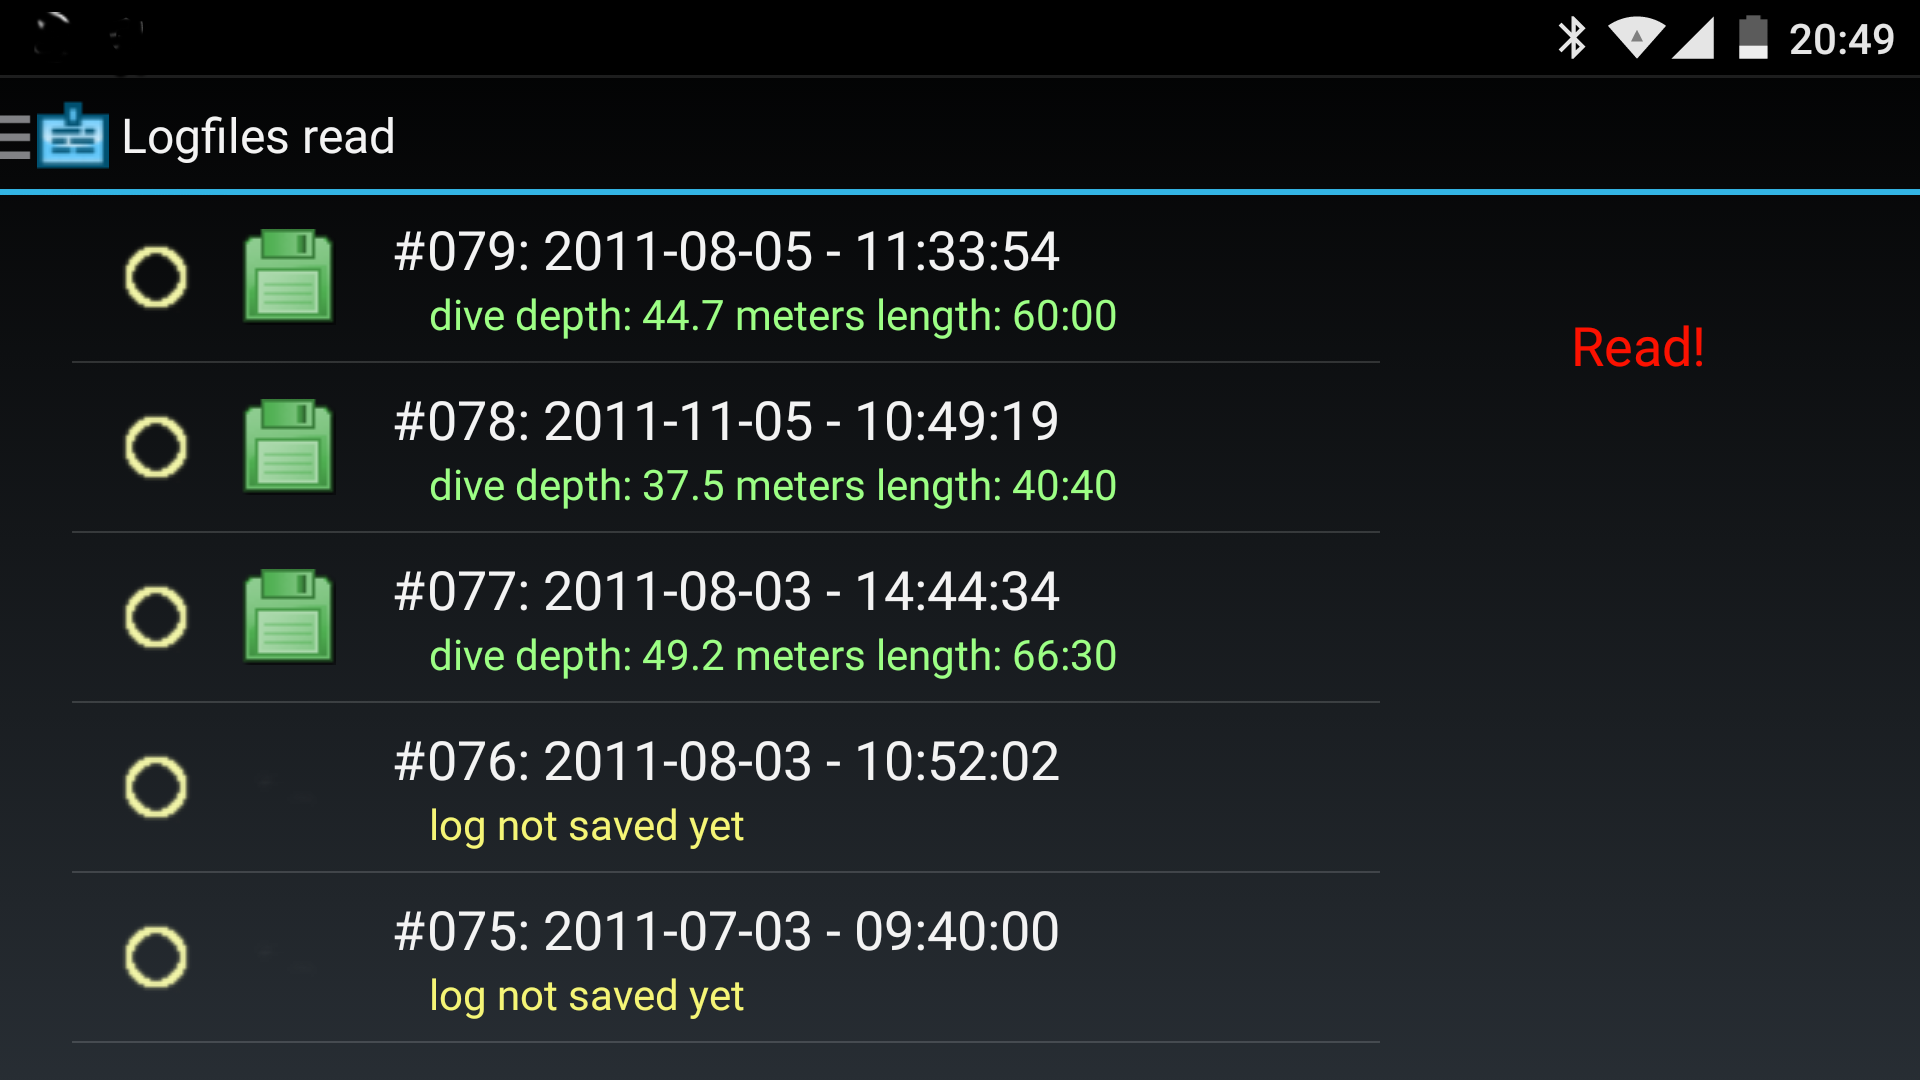 20:49
Logfiles read
#079: 2011-08-05 - 11:33:54
dive depth: 44.7 meters length: 60:00
Read!
#078: 2011-11-05 - 10:49:19
dive depth: 37.5 meters length: 40:40
#077: 2011-08-03 - 14:44:34
dive depth: 49.2 meters length: 66:30
#076: 2011-08-03 - 10:52:02
log not saved yet
#075: 2011-07-03 - 09:40:00
log not saved yet